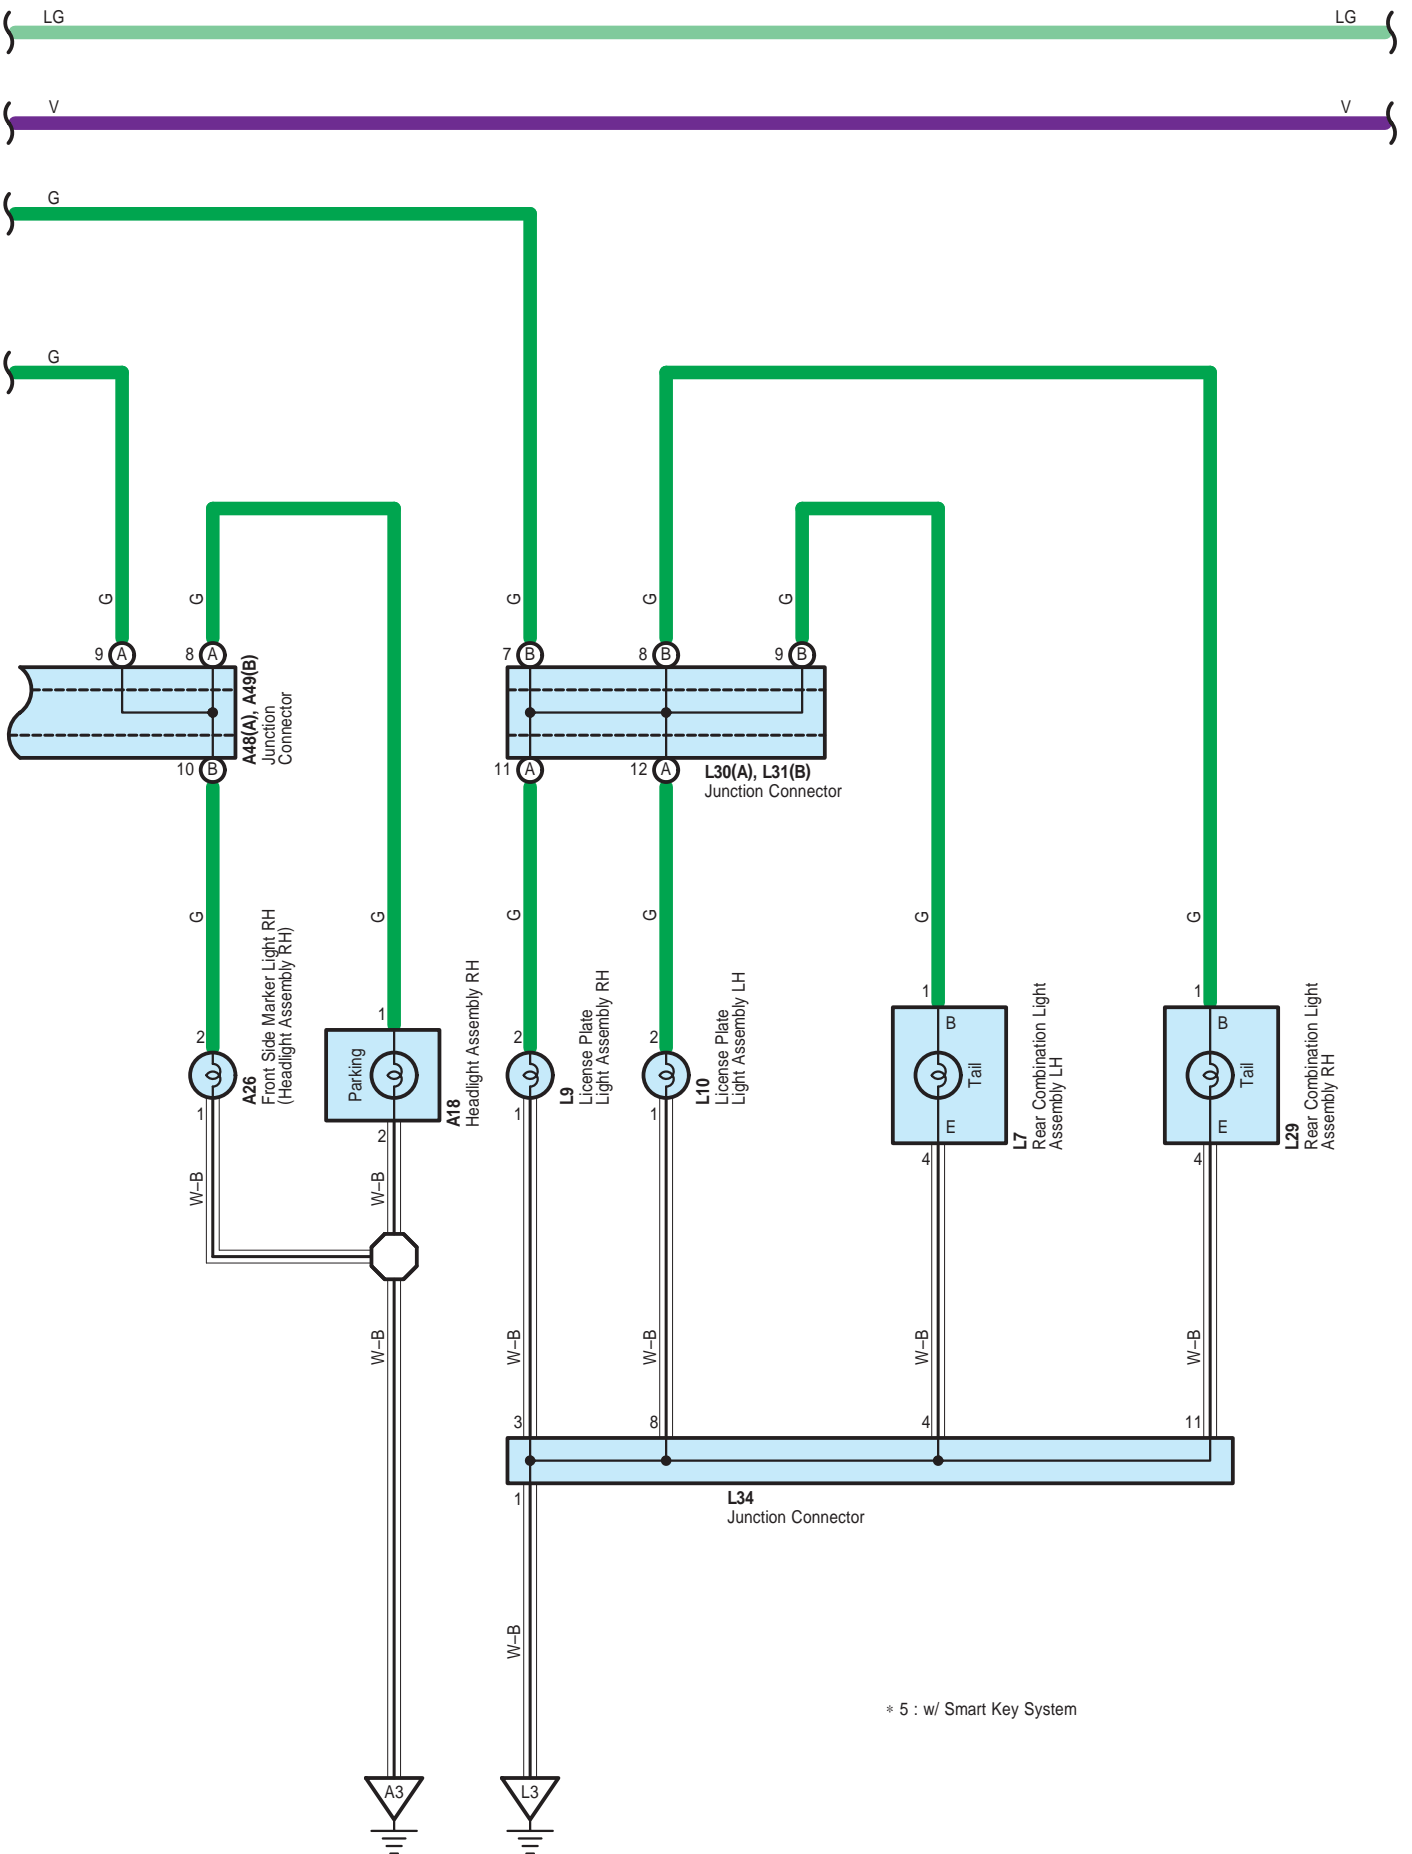 LG
LG
V
V
G
G
G
G
G
G
G
9
A
8
A
7
B
8
B
9
B
A48(A), A49(B)
Junction
Connector
10
B
11
A
12
A
L30(A), L31(B)
Junction Connector
G
G
G
G
G
G
2
1
2
2
1
1
A26
Front Side Marker Light RH
(Headlight Assembly RH)
Parking
A18
Headlight Assembly RH
L9
License Plate
Light Assembly RH
L10
License Plate
Light Assembly LH
B
Tail
E
L7
Rear Combination Light
Assembly LH
B
Tail
E
L29
Rear Combination Light
Assembly RH
1
2
1
1
4
4
W–B
W–B
W–B
W–B
W–B
W–B
W–B
3
8
4
11
1
L34
Junction Connector
W–B
* 5 : w/ Smart Key System
A3
L3